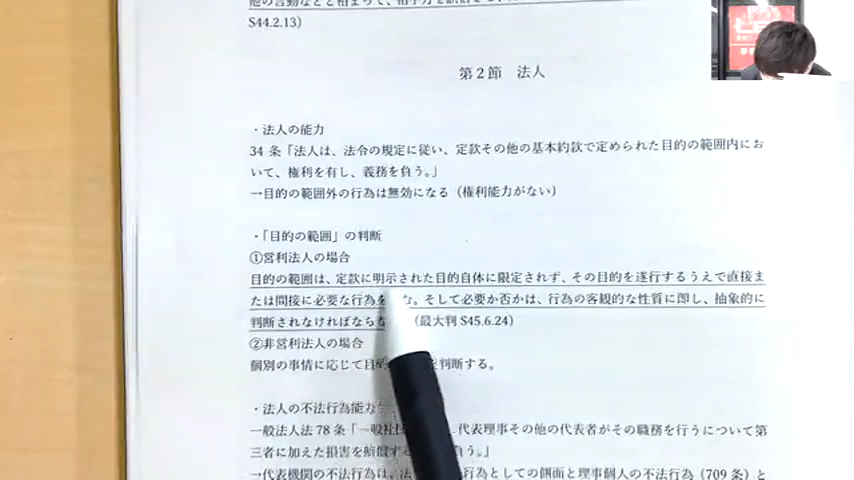 S44.2.13）
第２節　法人
・法人の能力
34 条「法人は、法令の規定に従い、定款その他の基本約款で定められた目的の範囲内にお
いて、権利を有し、義務を負う。」
→目的の範囲外の行為は無効になる（権利能力がない）
・「目的の範囲」の判断
①営利法人の場合
目的の範囲は、定款に明示された目的自体に限定されず、その目的を遂行するうえで直接ま
たは間接に必要な行為を な。そして必要か否かは、行為の客観的な性質に即し、抽象的に
判断されなければなら （最大判 S45.6.24）
②非営利法人の場合
個別の事情に応じて目 判断する。
・法人の不法行為能力
一般法人法 78 条「一般社 代表理事その他の代表者がその職務を行うについて第
三者に加えた損害を賠償す 負う。」
→代表機関の不法行為は、法 行為としての側面と理事個人の不法行為（709 条）と